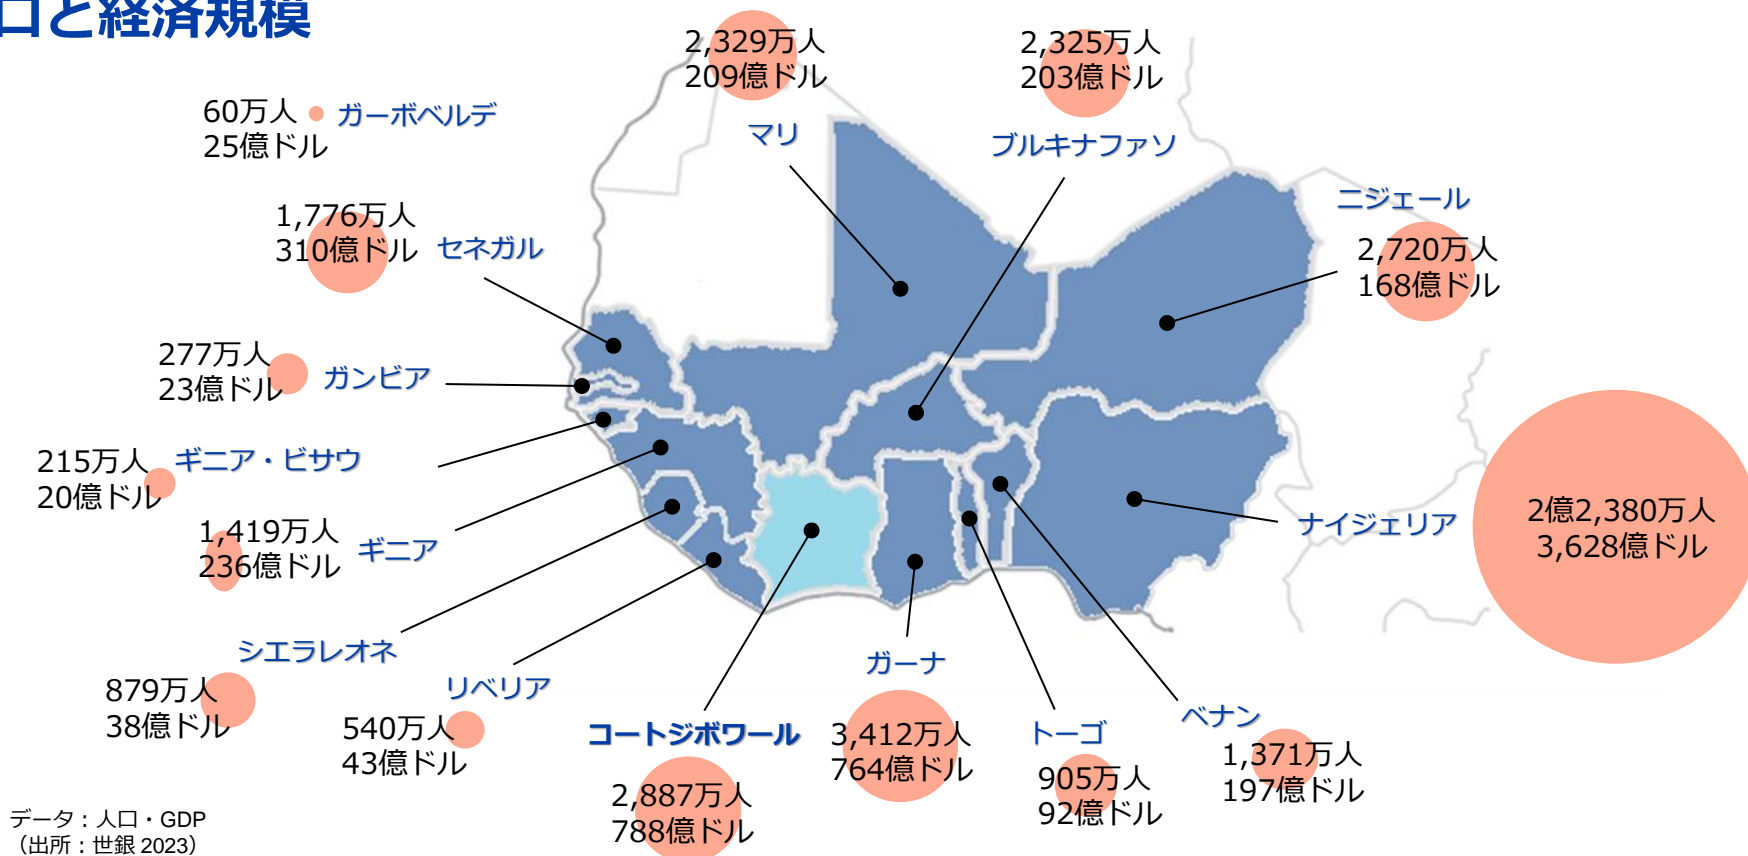 口と経済規模
2,329万人
209億ドル
マリ
2,325万人
203億ドル
ブルキナファソ
60万人
25億ドル
ガーボベルデ
1,776万人
310億ドル
セネガル
ニジェール
2,720万人
168億ドル
277万人
23億ドル
ガンビア
215万人
20億ドル
ギニア・ビサウ
1,419万人
236億ドル
ギニア
ナイジェリア
2億2,380万人
3,628億ドル
シエラレオネ
879万人
38億ドル
リベリア
540万人
43億ドル
コートジボワール
2,887万人
788億ドル
ガーナ
3,412万人
764億ドル
トーゴ
905万人
92億ドル
ベナン
1,371万人
197億ドル
データ：人口・GDP
（出所：世銀 2023）